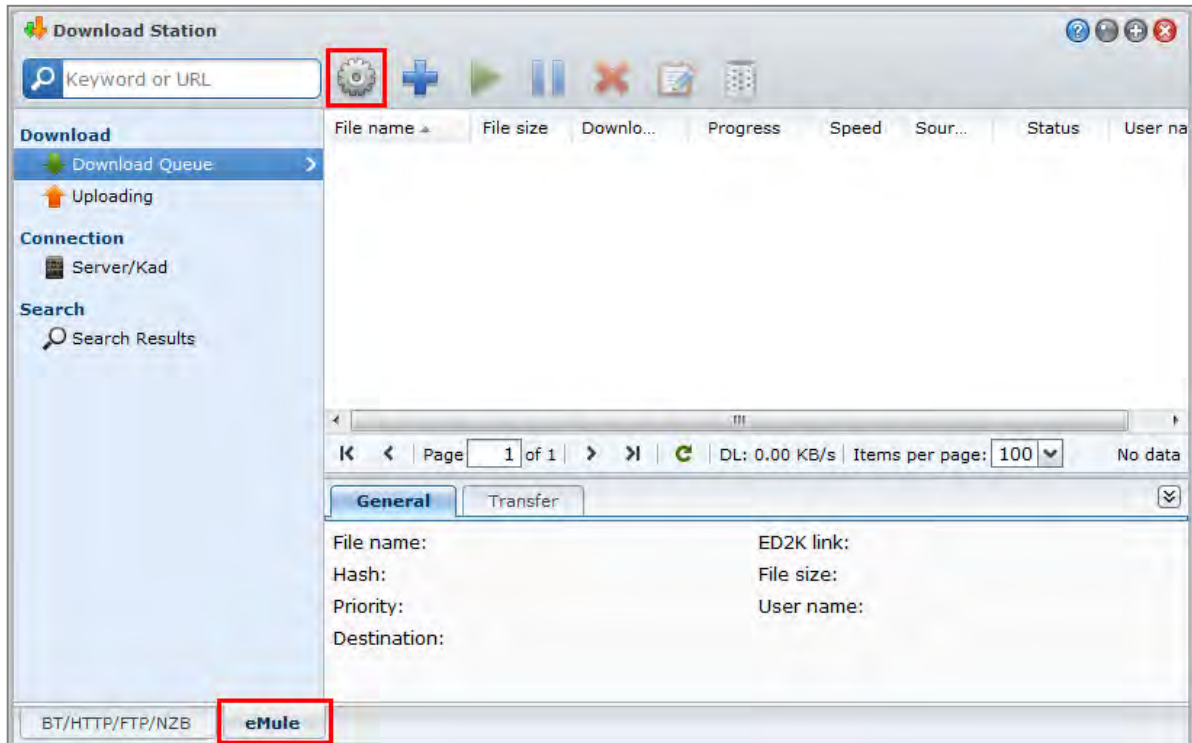 Download Station
Keyword or URL
Download
Download Queue
Uploading
Connection
Server/Kad
Search
Search Results
File name File size Downlo... Progress Speed Sour... Status User na
Page 1 of 1 DL: 0.00 KB/s Items per page: 100 No data
General Transfer
File name: ED2K link:
Hash: File size:
Priority: User name:
Destination:
BT/HTTP/FTP/NZB eMule